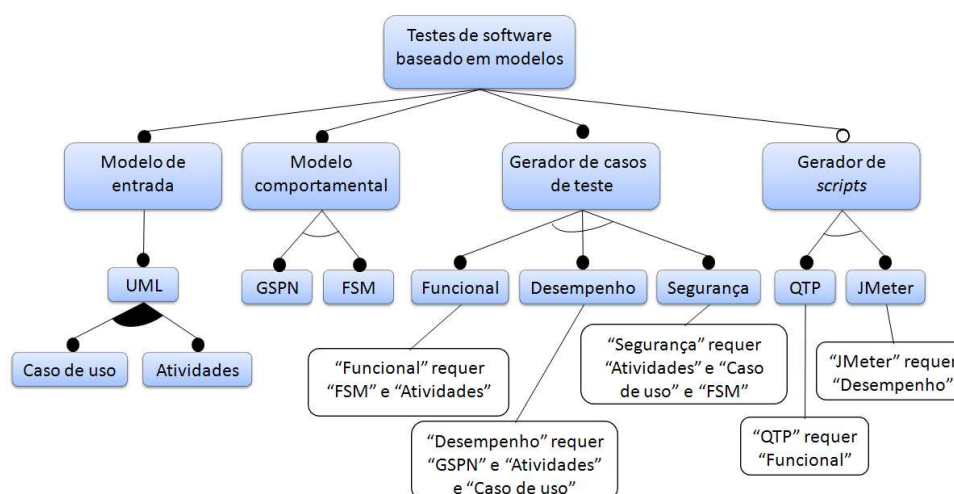 Testes de software
baseado em modelos
Modelo de
entrada
Modelo
comportamental
Gerador de casos
de teste
Gerador de
scripts
UML
GSPN
FSM
Funcional
Desempenho
Segurança
QTP
JMeter
Caso de uso
Atividades
“Funcional” requer
“FSM” e “Atividades”
“Segurança” requer
“Atividades” e “Caso
de uso” e “FSM”
“JMeter” requer
“Desempenho”
“Desempenho” requer
“GSPN” e “Atividades”
e “Caso de uso”
“QTP” requer
“Funcional”